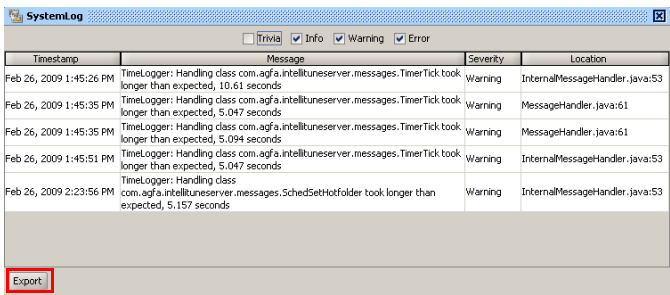 SystemLog
Trivia Info Warning Error
Timestamp Message Severity Location
Feb 26, 2009 1:45:26 PM TimeLogger: Handling class com.agfa.intellituneserver.messages.TimerTick took Warning InternalMessageHandler.java:53
longer than expected, 10.61 seconds
Feb 26, 2009 1:45:35 PM TimeLogger: Handling class com.agfa.intellituneserver.messages.TimerTick took Warning MessageHandler.java:61
longer than expected, 5.047 seconds
Feb 26, 2009 1:45:35 PM TimeLogger: Handling class com.agfa.intellituneserver.messages.TimerTick took Warning MessageHandler.java:61
longer than expected, 5.094 seconds
Feb 26, 2009 1:45:51 PM TimeLogger: Handling class com.agfa.intellituneserver.messages.TimerTick took Warning InternalMessageHandler.java:53
longer than expected, 5.047 seconds
TimeLogger: Handling class
Feb 26, 2009 2:23:56 PM com.agfa.intellituneserver.messages.SchedSetHotfolder took longer than Warning InternalMessageHandler.java:53
expected, 5.157 seconds
Export